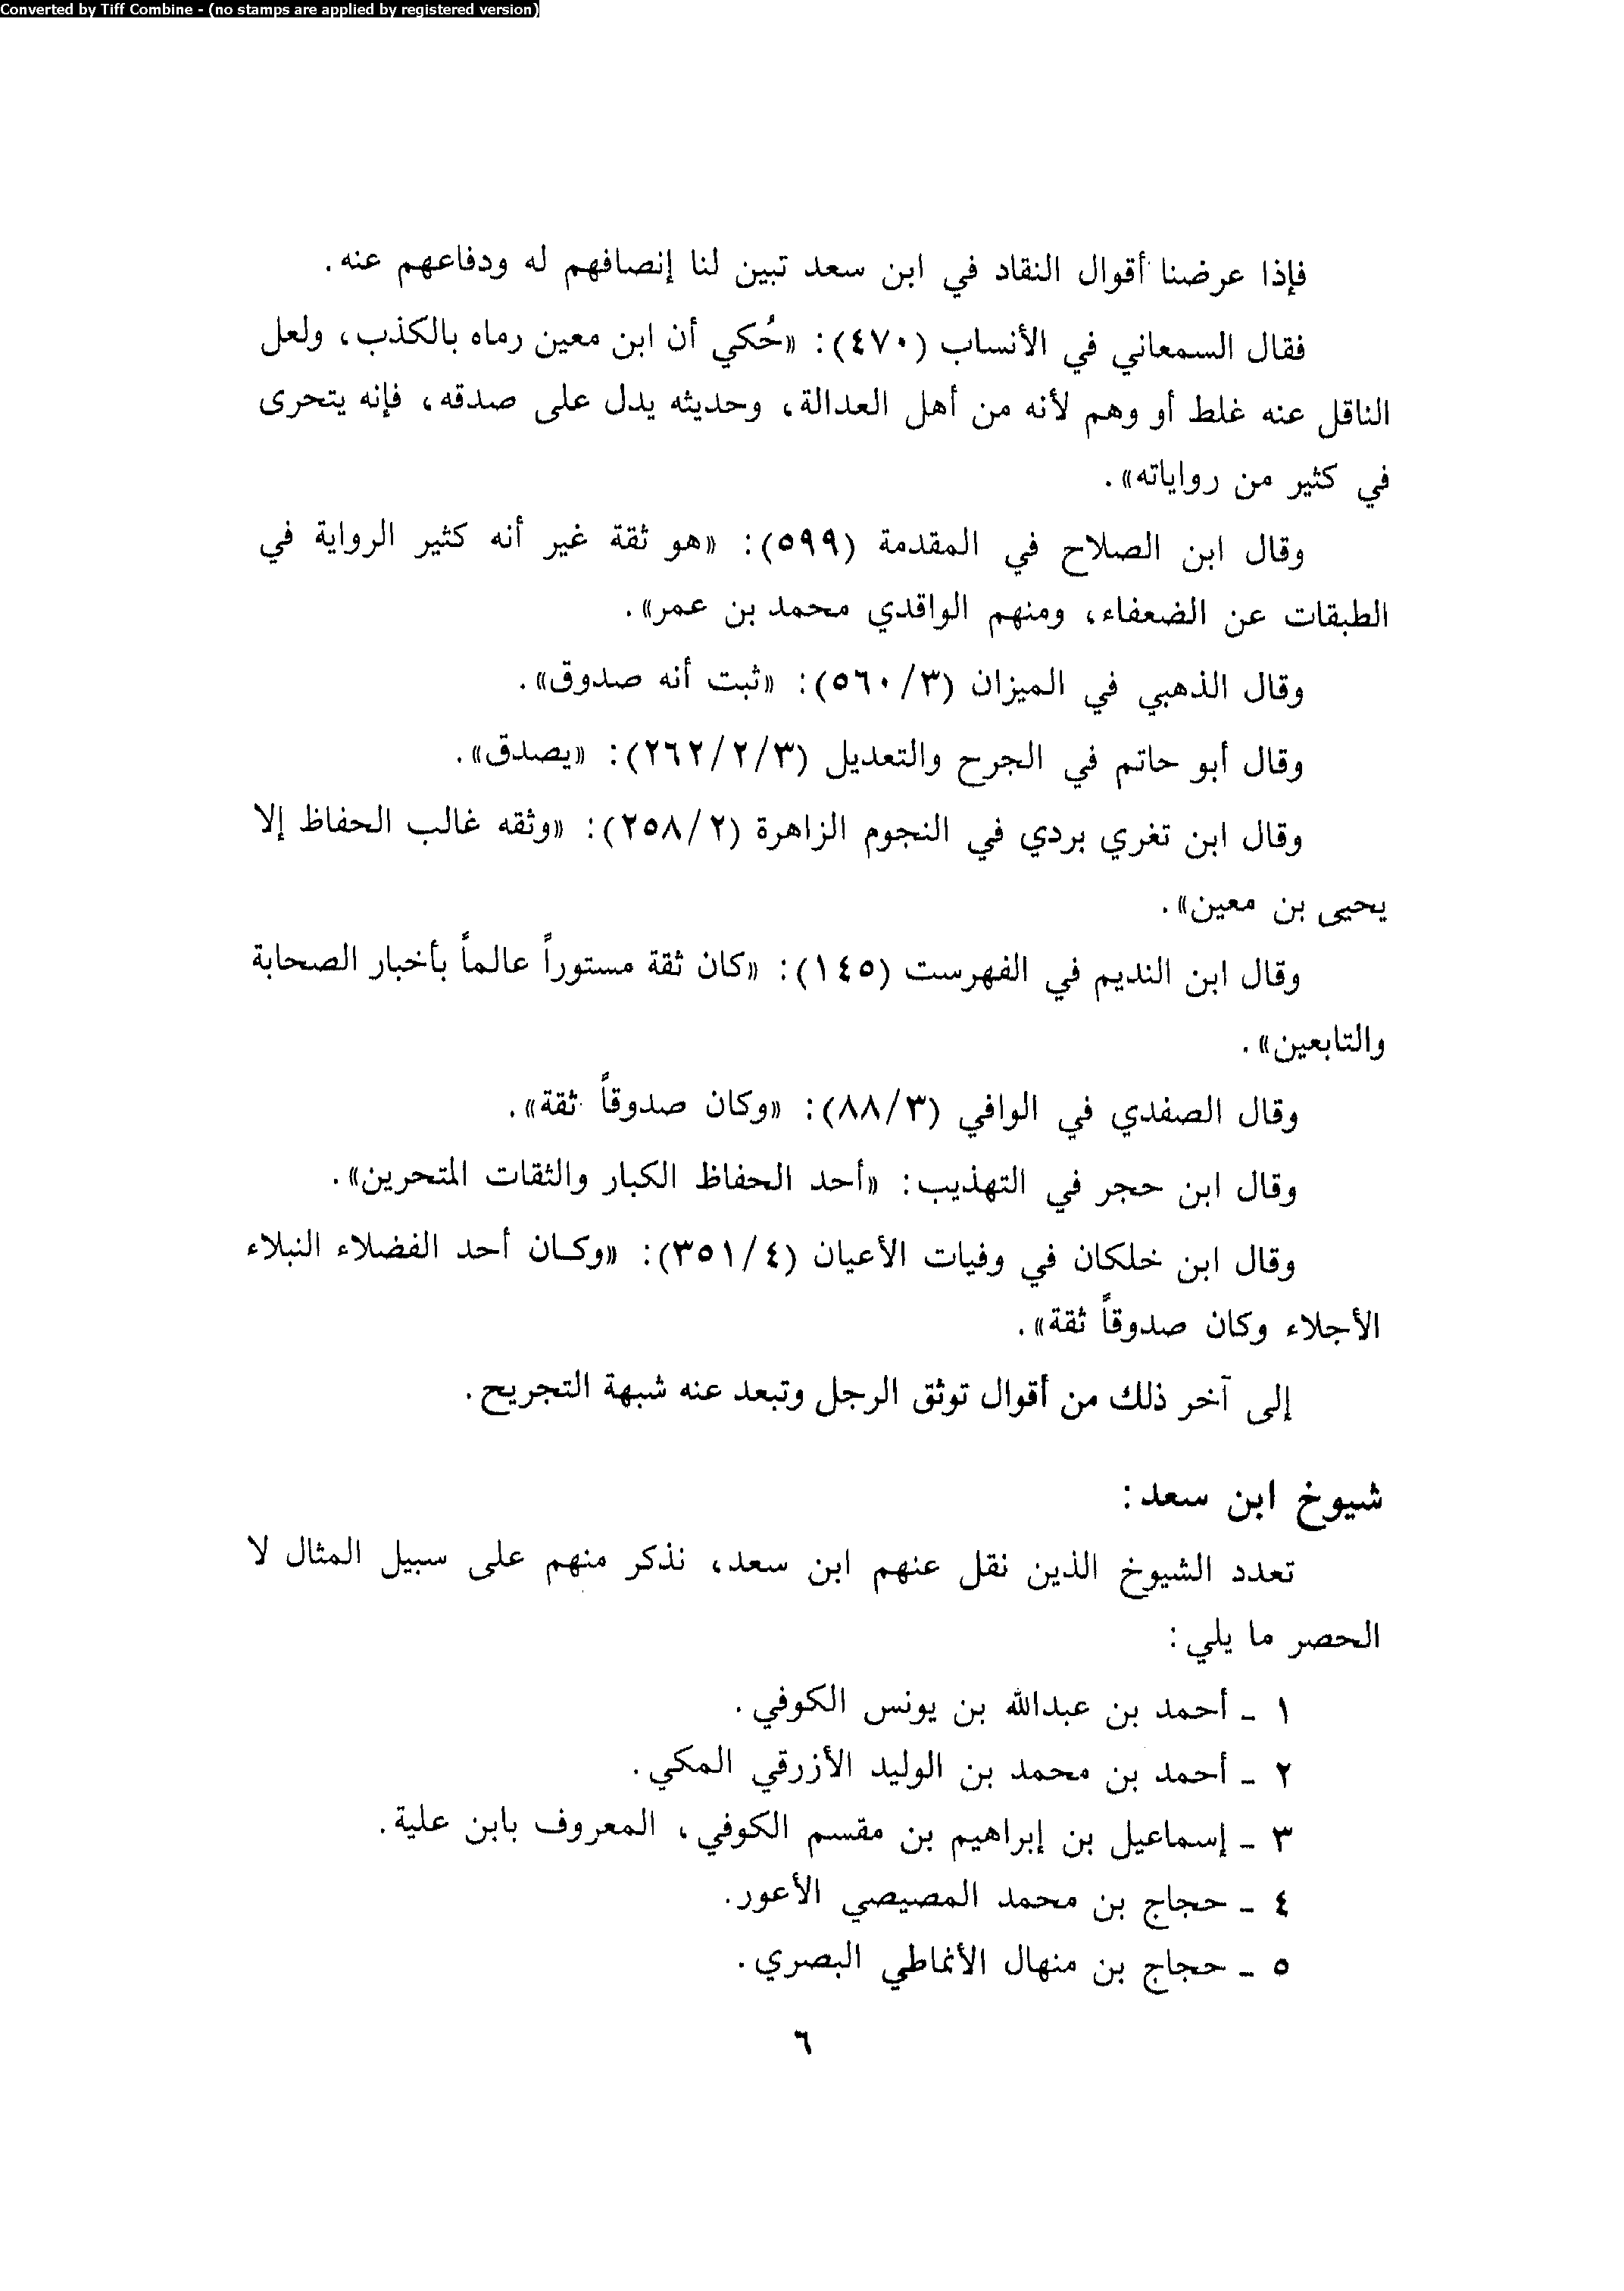 Converted by Tiff Combine - (no stamps are applied by registered version)
فإذا عرضنا أقوال النقاد في ابن سعد تبين لنا إنصافهم له ودفاعهم عنه.
فقال السمعاني في الأنساب (٤٧٠): «حُكي أن ابن معين رماه بالكذب، ولعل
الناقل عنه غلط أو وهم لأنه من أهل العدالة، وحديثه يدل على صدقه، فإنه يتحرى
في كثير من رواياته».
وقال ابن الصلاح في المقدمة (٥٩٩): «هو ثقة غير أنه كثير الرواية في
الطبقات عن الضعفاء، ومنهم الواقدي محمد بن عمر».
وقال الذهبي في الميزان (٥٦٠/٣): «ثبت أنه صدوق».
وقال أبو حاتم في الجرح والتعديل (٢٦٢/٢/٣): «يصدق».
وقال ابن تغري بردي في النجوم الزاهرة (٢٥٨/٢): «وثقه غالب الحفاظ إلا
يحيى بن معين».
وقال ابن النديم في الفهرست (١٤٥): «كان ثقة مستوراً عالماً بأخبار الصحابة
والتابعين».
وقال الصفدي في الوافي (٨٨/٣): «وكان صدوقاً ثقة».
وقال ابن حجر في التهذيب: «أحد الحفاظ الكبار والثقات المتحرين».
وقال ابن خلكان في وفيات الأعيان (٣٥١/٤): «وكان أحد الفضلاء النبلاء
الأجلاء وكان صدوقاً ثقة».
إلى آخر ذلك من أقوال توثق الرجل وتبعد عنه شبهة التجريح.
شيوخ ابن سعد:
تعدد الشيوخ الذين نقل عنهم ابن سعد، نذكر منهم على سبيل المثال لا
الحصر ما يلي:
١ - أحمد بن عبدالله بن يونس الكوفي.
٢ - أحمد بن محمد بن الوليد الأزرقي المكي.
٣ - إسماعيل بن إبراهيم بن مقسم الكوفي، المعروف بابن علية.
٤ - حجاج بن محمد المصيصي الأعور.
٥ - حجاج بن منهال الأنماطي البصري.
٦